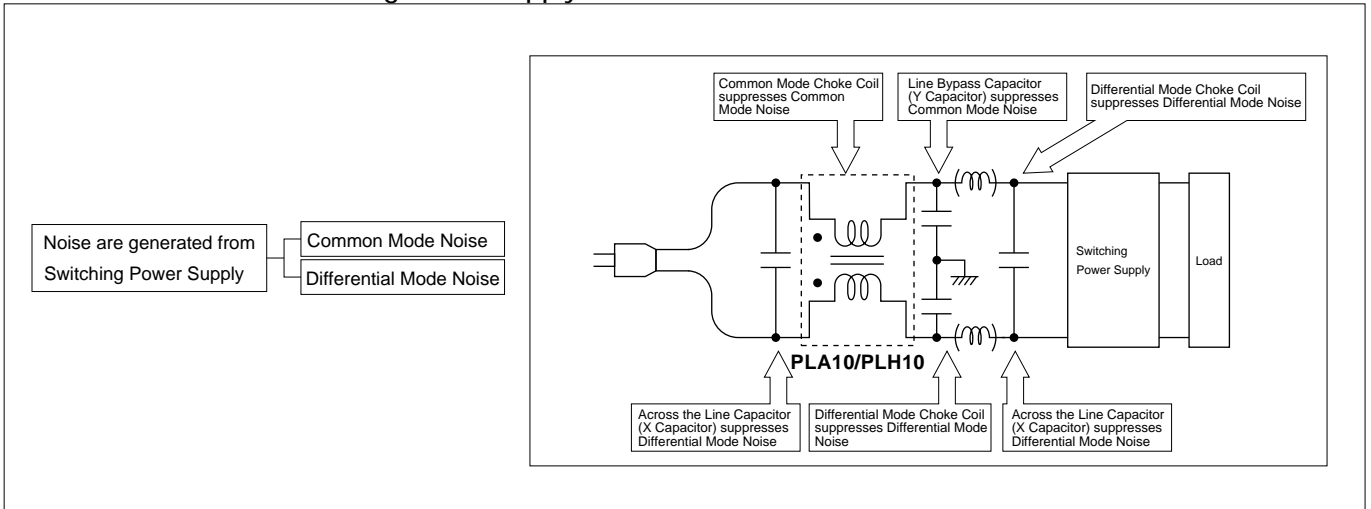 Noise are generated from
Switching Power Supply
Common Mode Noise
Differential Mode Noise
Common Mode Choke Coil
suppresses Common
Mode Noise
Line Bypass Capacitor
(Y Capacitor) suppresses
Common Mode Noise
Differential Mode Choke Coil
suppresses Differential Mode Noise
Switching
Power Supply
Load
PLA10/PLH10
Across the Line Capacitor
(X Capacitor) suppresses
Differential Mode Noise
Differential Mode Choke Coil
suppresses Differential Mode
Noise
Across the Line Capacitor
(X Capacitor) suppresses
Differential Mode Noise